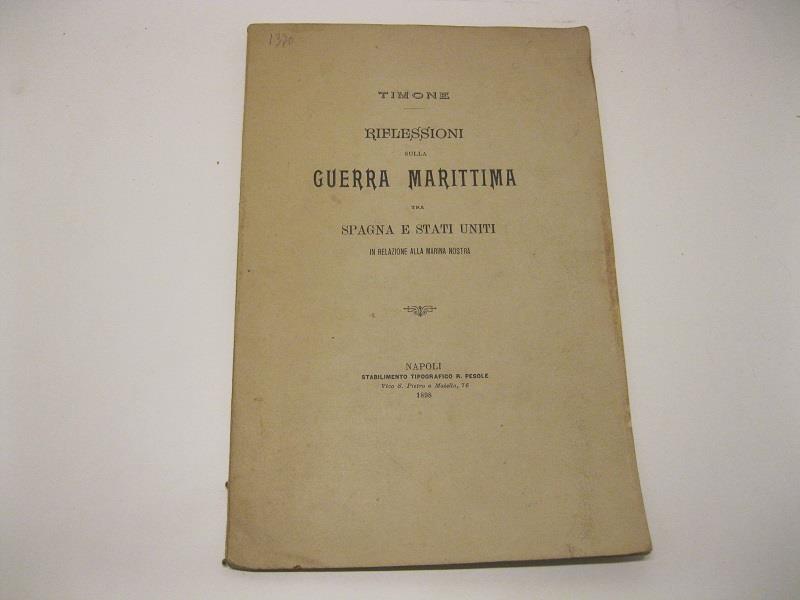 1370
TIMONE
RIFLESSIONI
SULLA
GUERRA MARITTIMA
TRA
SPAGNA E STATI UNITI
IN RELAZIONE ALLA MARINA NOSTRA
NAPOLI
STABILIMENTO TIPOGRAFICO R. PESOLE
Vico S. Pietro a Maiella, 76
1898